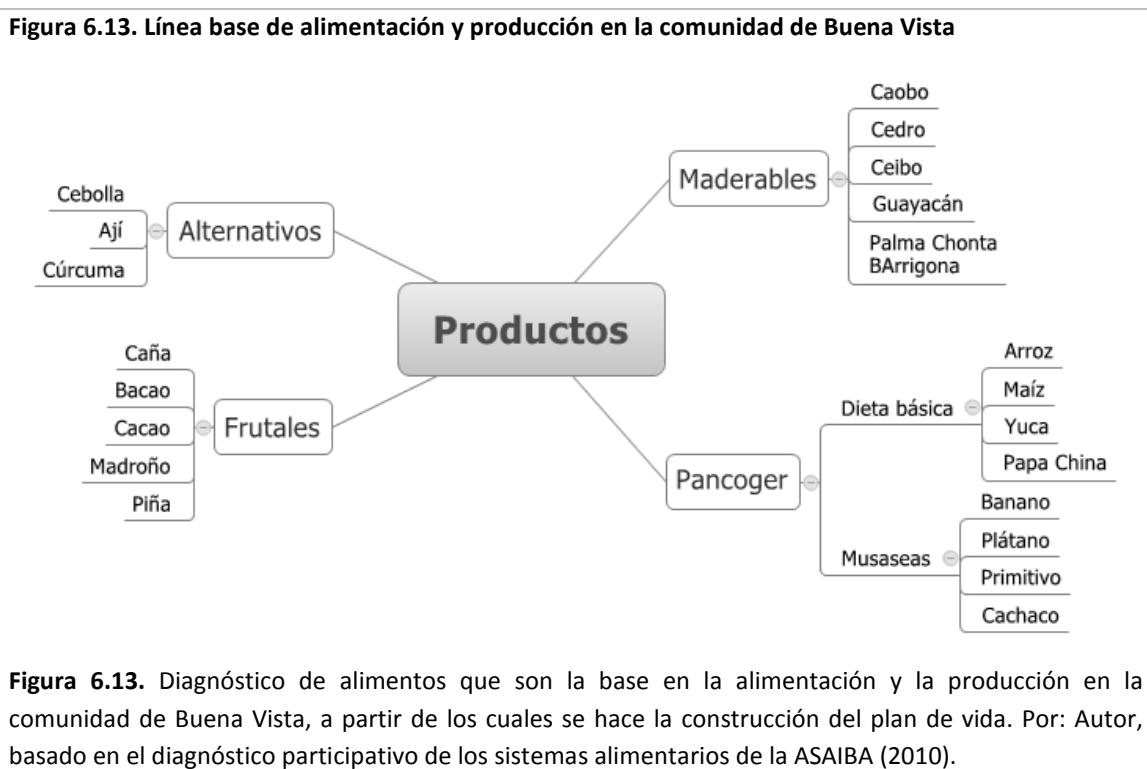 Figura 6.13. Línea base de alimentación y producción en la comunidad de Buena Vista
Productos
Alternativos
Cebolla
Ají
Cúrcuma
Frutales
Caña
Bacao
Cacao
Madroño
Piña
Maderables
Caobo
Cedro
Ceibo
Guayacán
Palma Chonta
BArrigona
Pancoger
Dieta básica
Arroz
Maíz
Yuca
Papa China
Musaseas
Banano
Plátano
Primitivo
Cachaco
Figura 6.13. Diagnóstico de alimentos que son la base en la alimentación y la producción en la
comunidad de Buena Vista, a partir de los cuales se hace la construcción del plan de vida. Por: Autor,
basado en el diagnóstico participativo de los sistemas alimentarios de la ASAIBA (2010).